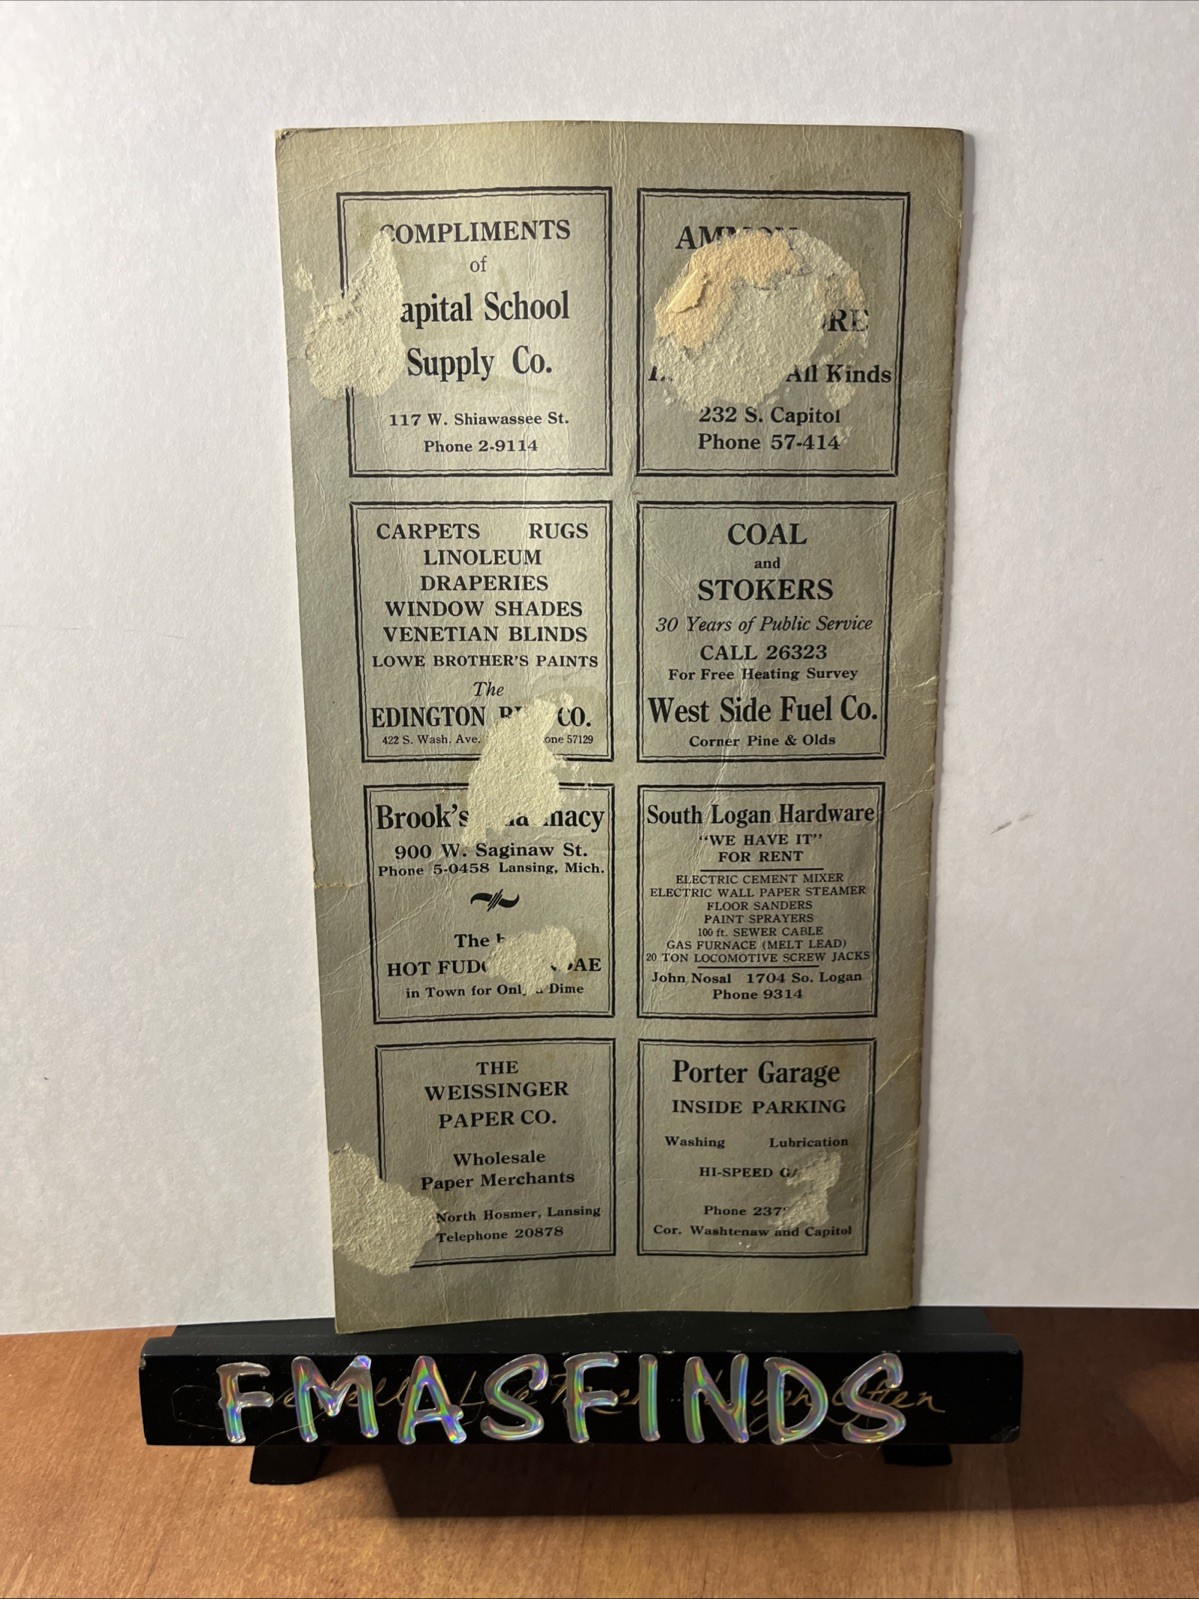 COMPLIMENTS
of
apital School
Supply Co.
117 W. Shiawassee St.
Phone 2-9114
AMMON
RE
All Kinds
232 S. Capitol
Phone 57-414
CARPETS RUGS
LINOLEUM
DRAPERIES
WINDOW SHADES
VENETIAN BLINDS
LOWE BROTHER'S PAINTS
The
EDINGTON CO.
422 S. Wash. Ave. one 57129
COAL
and
STOKERS
30 Years of Public Service
CALL 26323
For Free Heating Survey
West Side Fuel Co.
Corner Pine & Olds
Brook's macy
900 W. Saginaw St.
Phone 5-0458 Lansing, Mich.
The
HOT FUDG AE
in Town for Only a Dime
South Logan Hardware
"WE HAVE IT"
FOR RENT
ELECTRIC CEMENT MIXER
ELECTRIC WALL PAPER STEAMER
FLOOR SANDERS
PAINT SPRAYERS
100 ft. SEWER CABLE
GAS FURNACE (MELT LEAD)
20 TON LOCOMOTIVE SCREW JACKS
John Nosal 1704 So. Logan
Phone 9314
THE
WEISSINGER
PAPER CO.
Wholesale
Paper Merchants
North Hosmer, Lansing
Telephone 20878
Porter Garage
INSIDE PARKING
Washing Lubrication
HI-SPEED GA
Phone 237
Cor. Washtenaw and Capitol
FMASFINDS